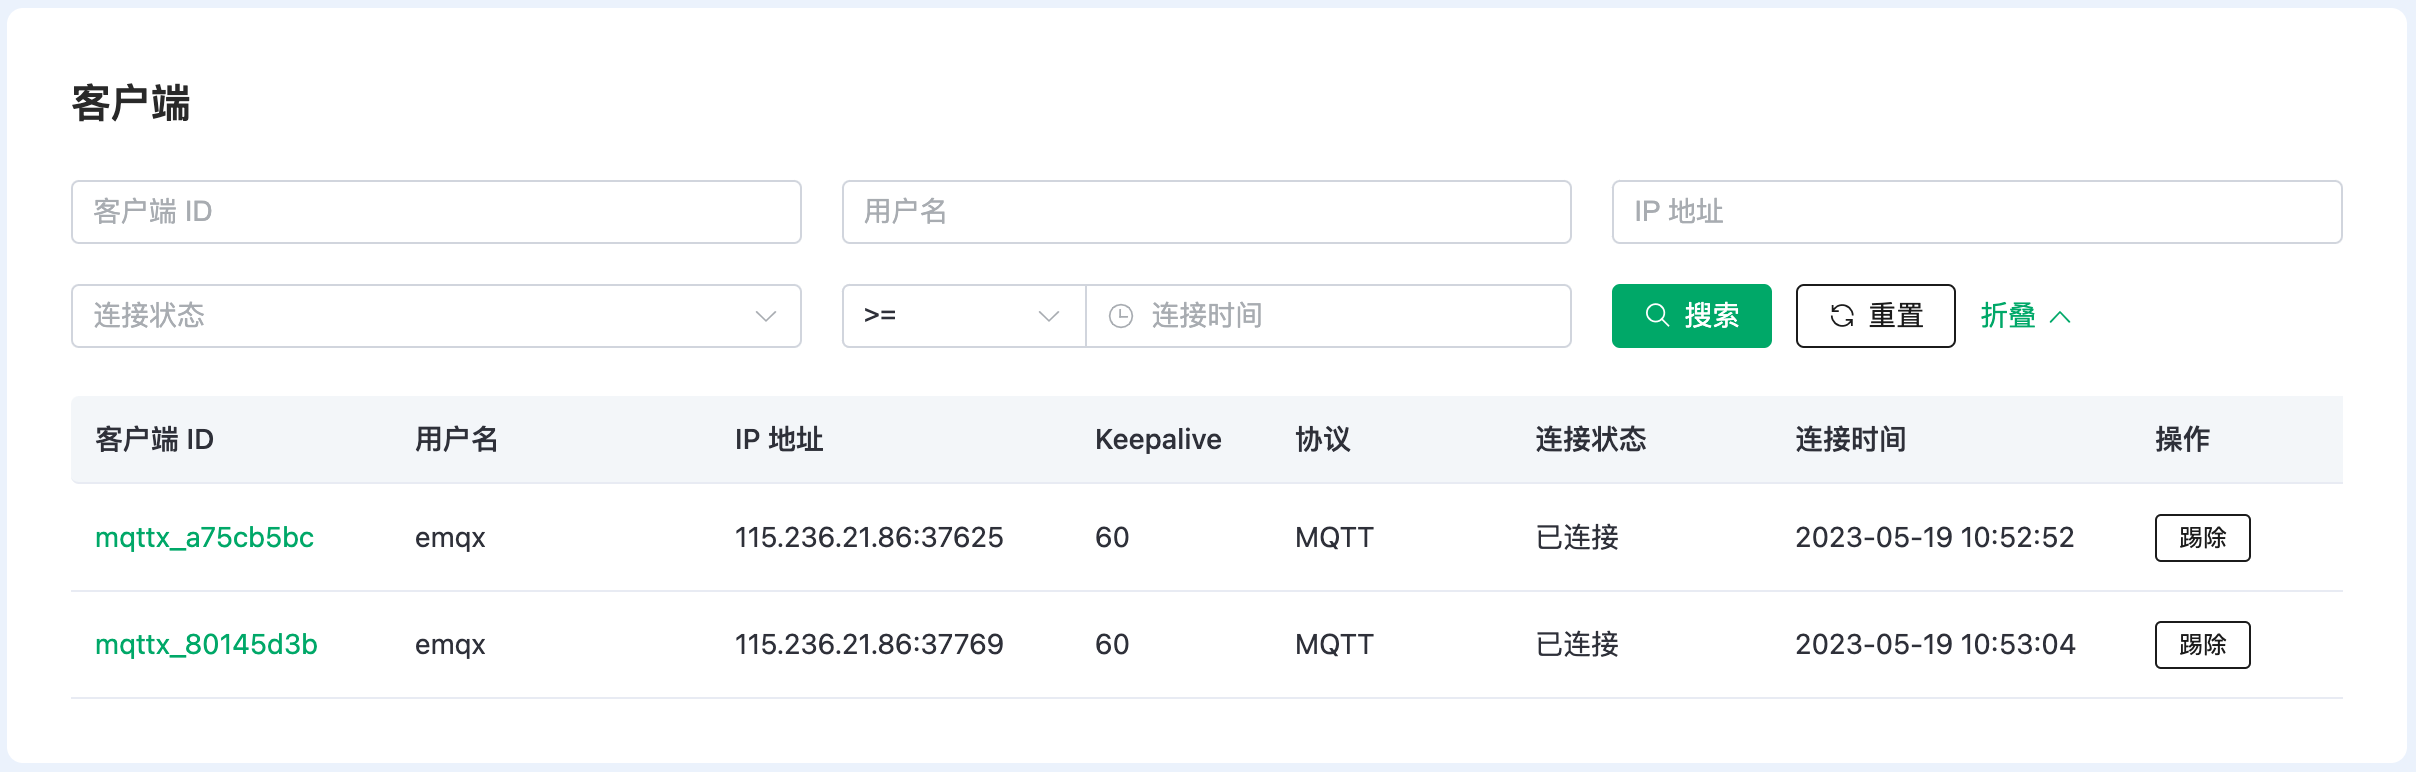 客户端
客户端 ID 用户名 IP 地址
连接状态 >= 连接时间 搜索 重置 折叠
客户端 ID 用户名 IP 地址 Keepalive 协议 连接状态 连接时间 操作
mqttx_a75cb5bc emqx 115.236.21.86:37625 60 MQTT 已连接 2023-05-19 10:52:52 踢除
mqttx_80145d3b emqx 115.236.21.86:37769 60 MQTT 已连接 2023-05-19 10:53:04 踢除